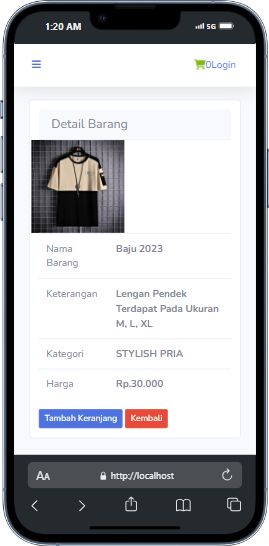 1:20 AM
5G
0Login
Detail Barang
Nama Barang
Baju 2023
Keterangan
Lengan Pendek
Terdapat Pada Ukuran
M, L, XL
Kategori
STYLISH PRIA
Harga
Rp.30.000
Tambah Keranjang
Kembali
AA
http://localhost